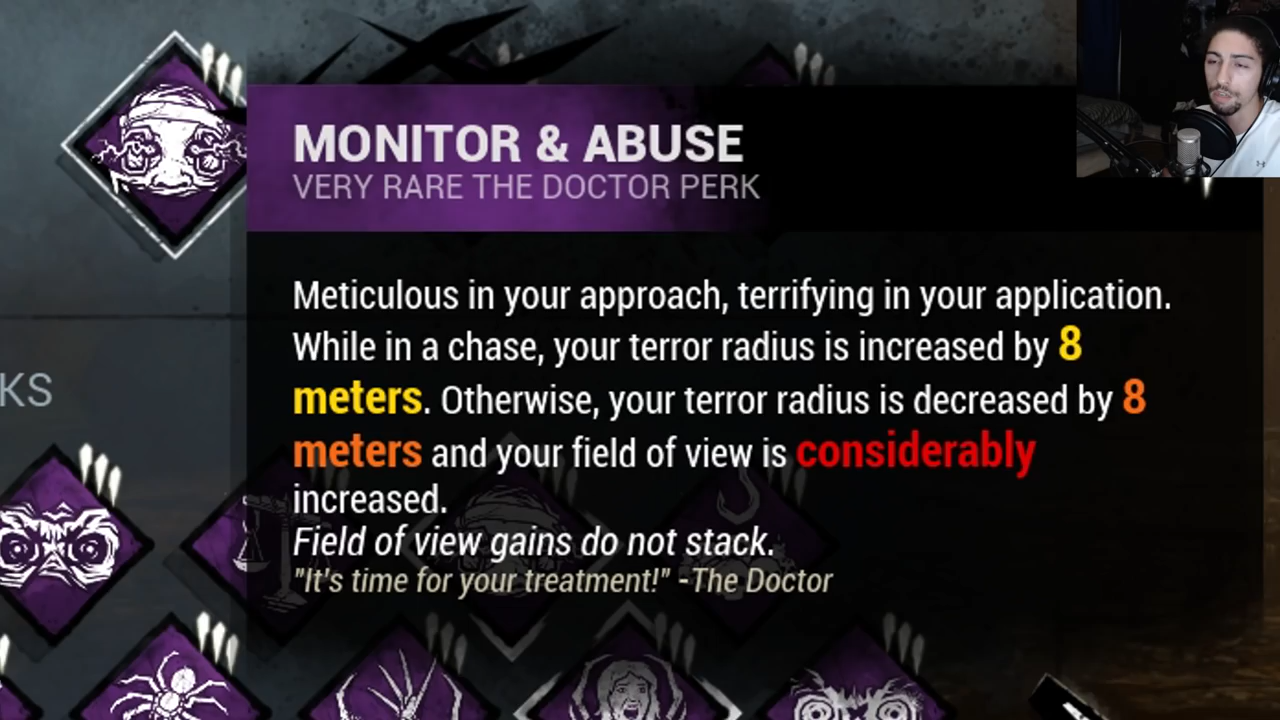 MONITOR & ABUSE
VERY RARE THE DOCTOR PERK
Meticulous in your approach, terrifying in your application.
While in a chase, your terror radius is increased by 8
meters. Otherwise, your terror radius is decreased by 8
KS
meters and your field of view is considerably
increased.
Field of view gains do not stack.
"It's time for your treatment!" -The Doctor